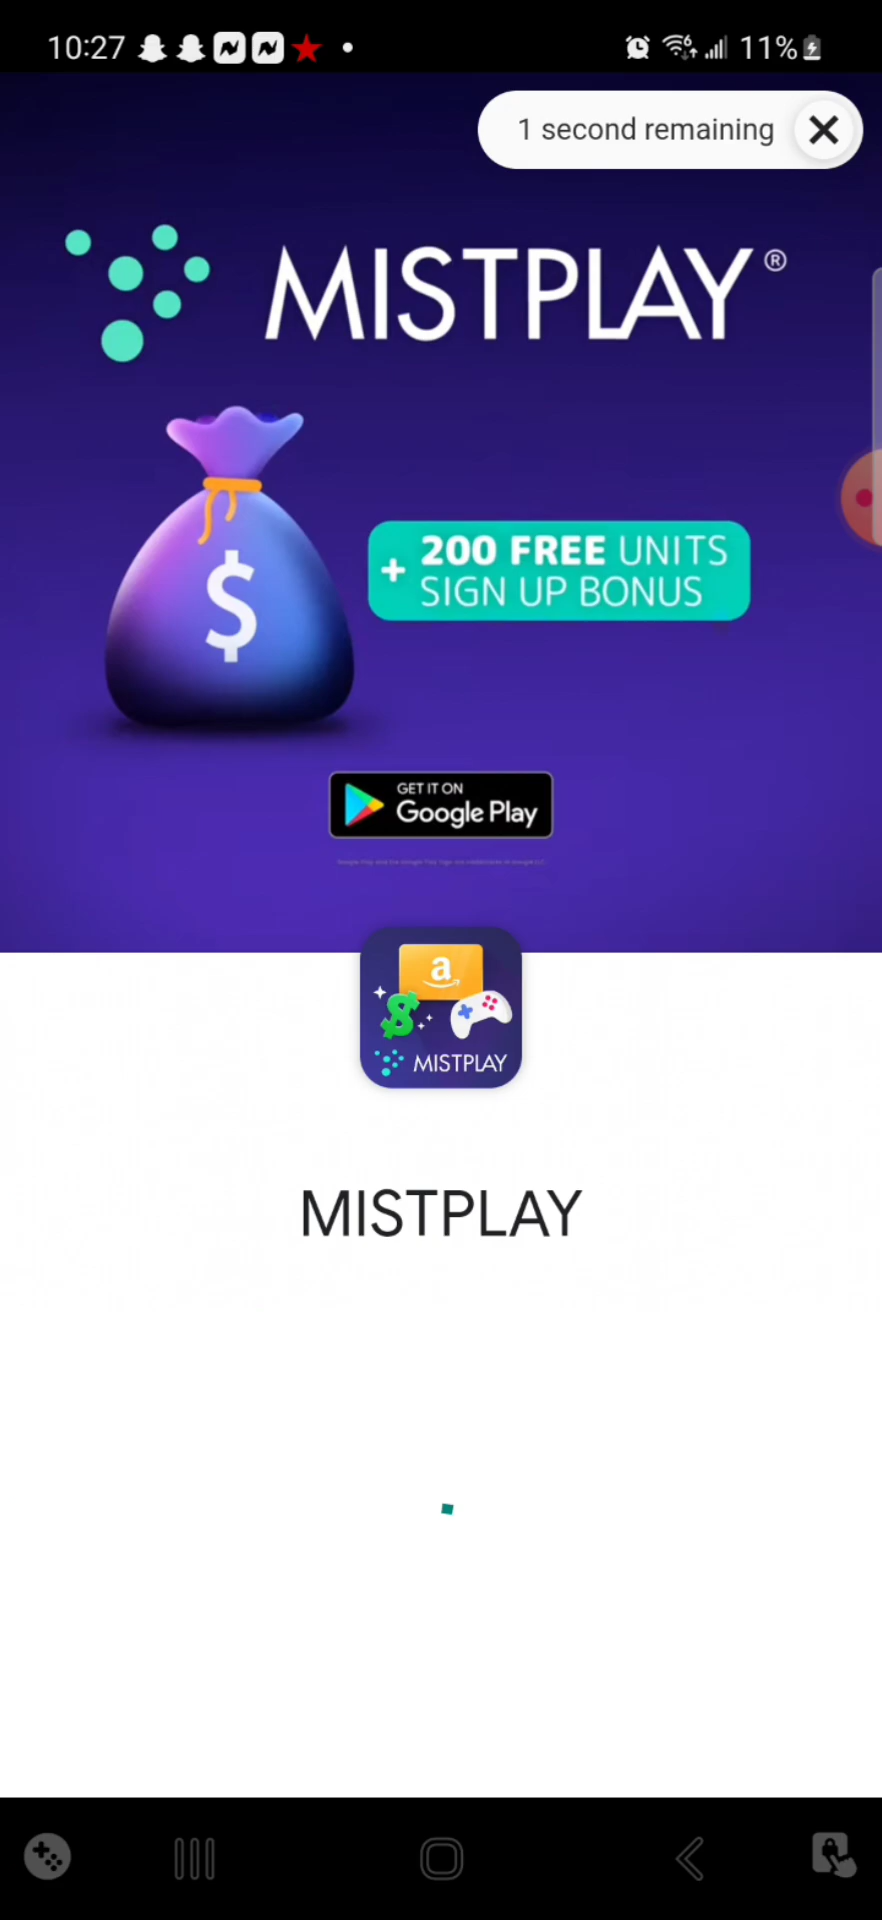 10:27
11%
1 second remaining
MISTPLAY®
+ 200 FREE UNITS
SIGN UP BONUS
$
GET IT ON
Google Play
a
$
MISTPLAY
MISTPLAY